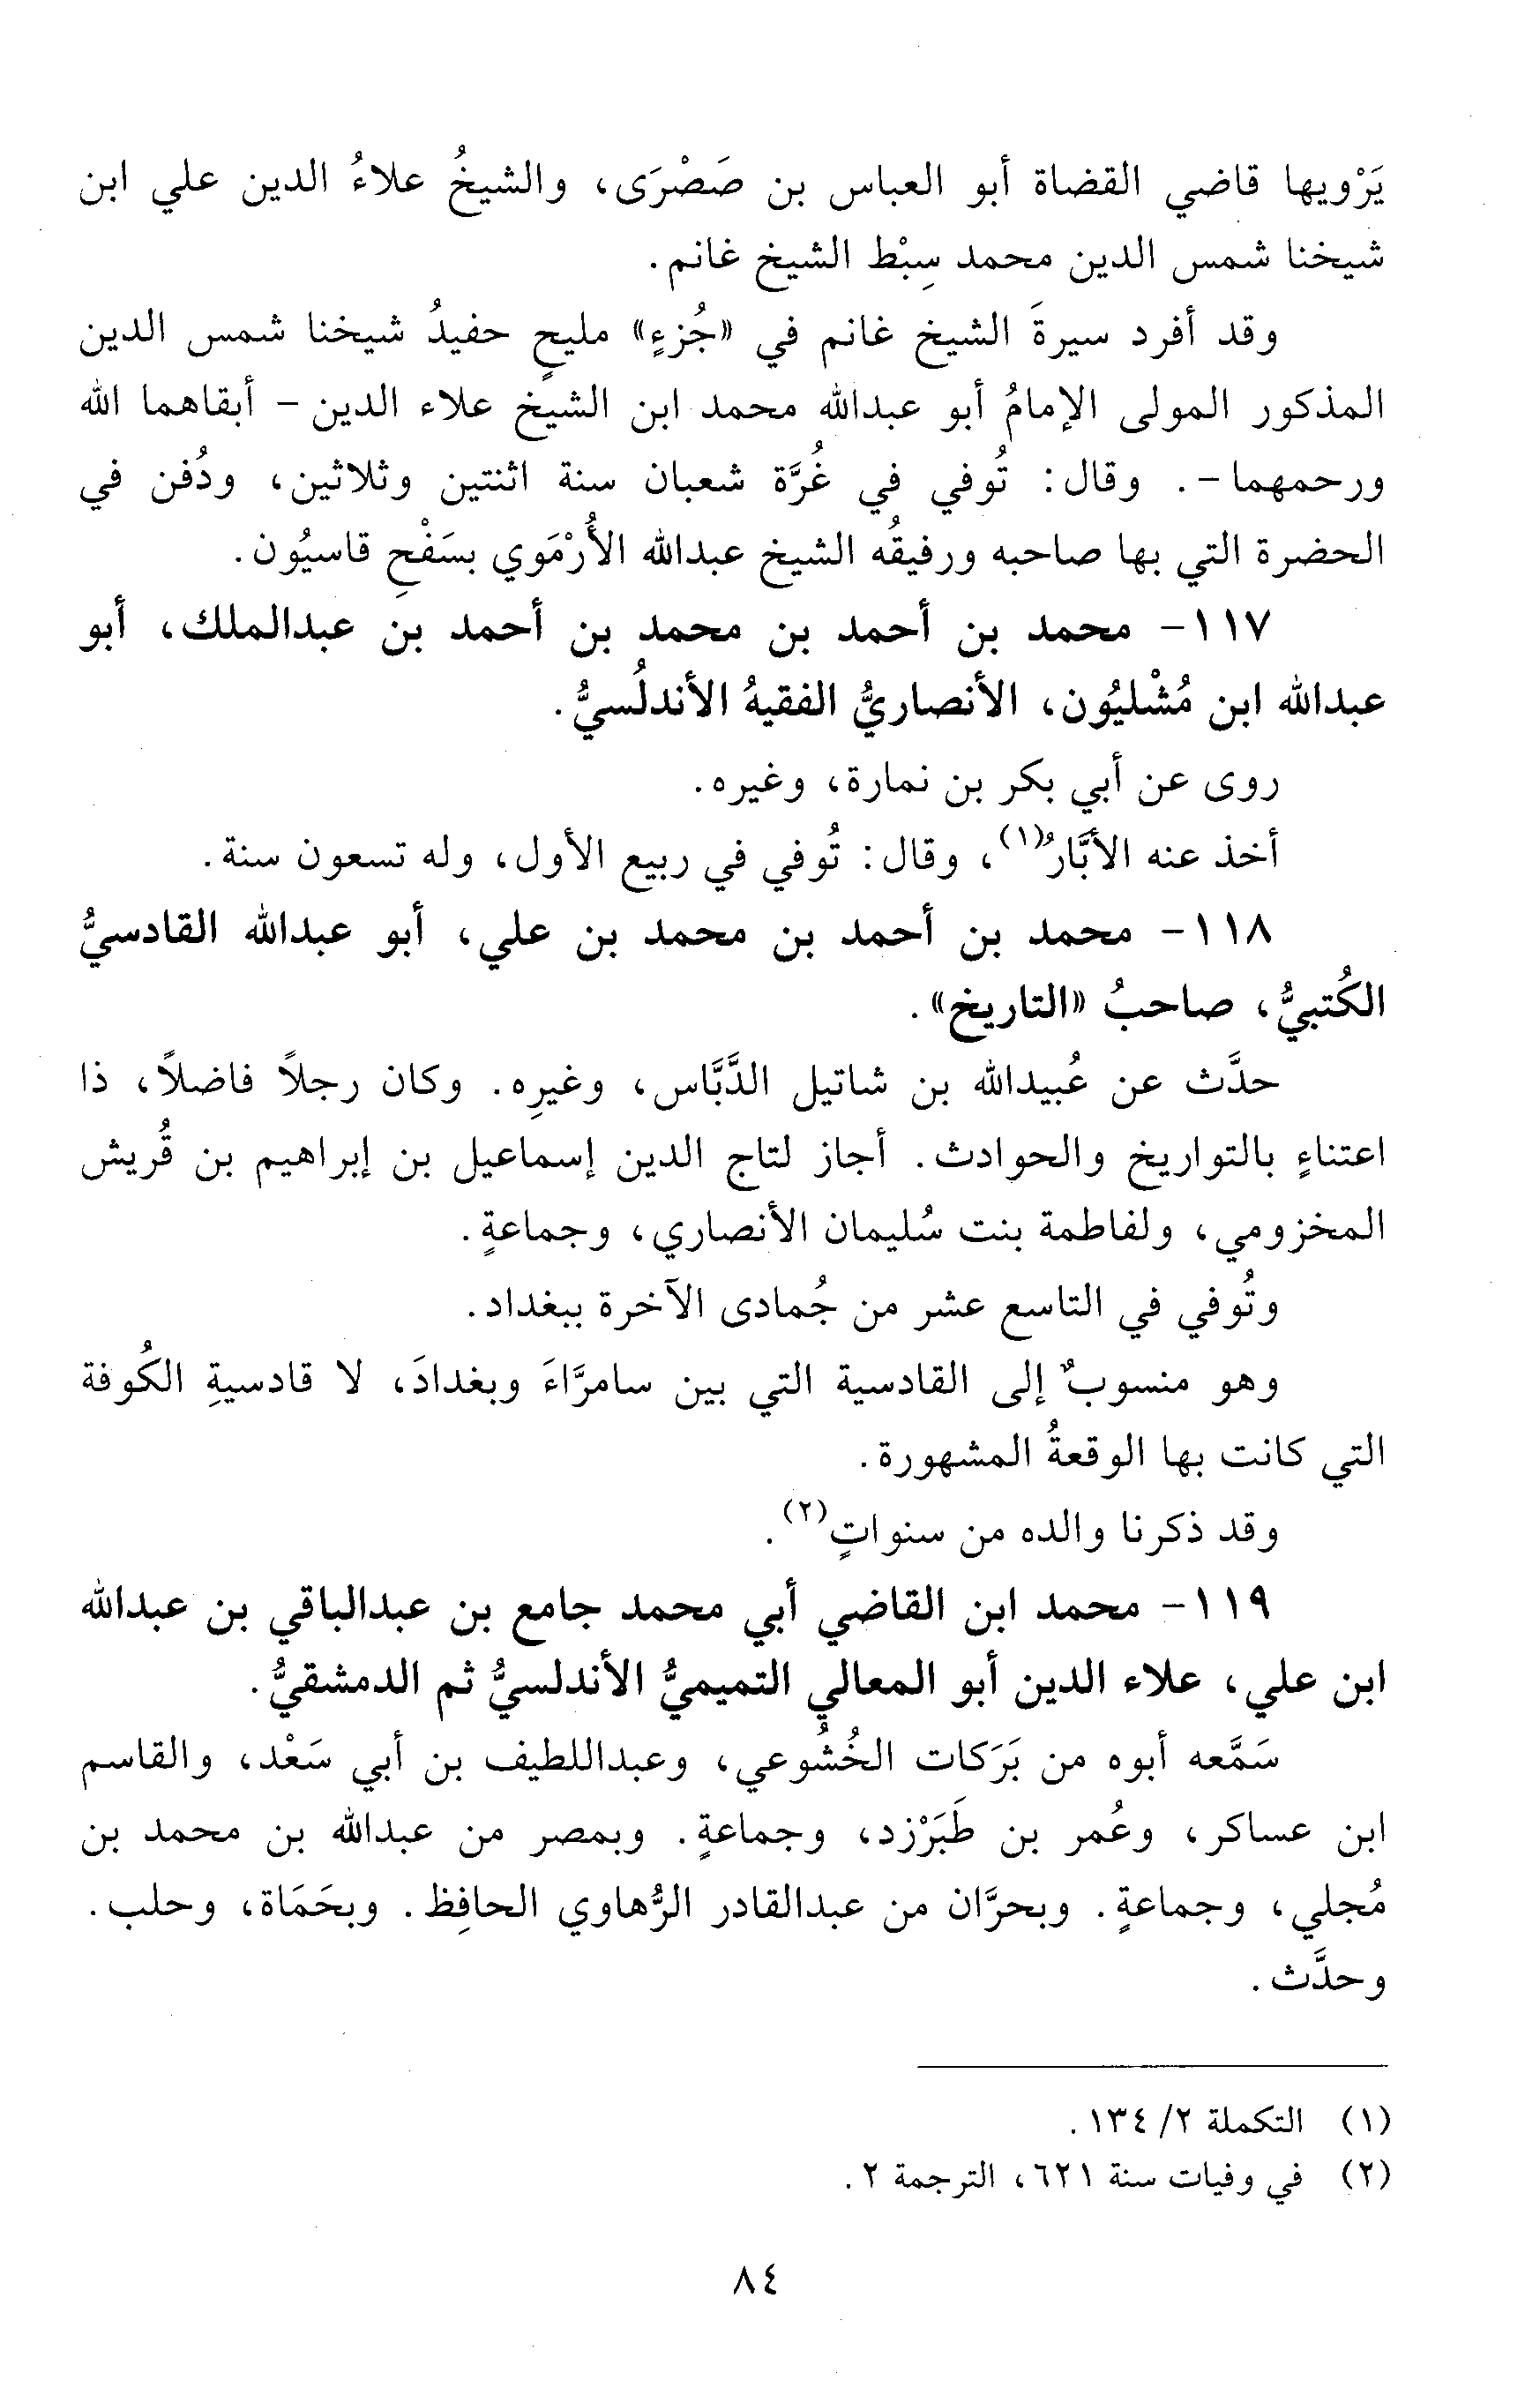 يَرْويها قاضي القضاة أبو العباس بن صَصْرَى، والشيخُ علاءُ الدين علي ابن
شيخنا شمس الدين محمد سِبْط الشيخ غانم.
وقد أفرد سيرةَ الشيخ غانم في «جُزءٍ» مليحٍ حفيدُ شيخنا شمس الدين
المذكور المولى الإمامُ أبو عبدالله محمد ابن الشيخ علاء الدين - أبقاهما الله
ورحمهما -. وقال: تُوفي في غُرَّة شعبان سنة اثنتين وثلاثين، ودُفن في
الحضرة التي بها صاحبه ورفيقُه الشيخ عبدالله الأُرْمَوي بسَفْحِ قاسيُون.
١١٧- محمد بن أحمد بن محمد بن أحمد بن عبدالملك، أبو
عبدالله ابن مُشْليُون، الأنصاريُّ الفقيهُ الأندلُسيُّ.
روى عن أبي بكر بن نمارة، وغيره.
أخذ عنه الأبَّارُ(١)، وقال: تُوفي في ربيع الأول، وله تسعون سنة.
١١٨- محمد بن أحمد بن محمد بن علي، أبو عبدالله القادسيُّ
الكُتبيُّ، صاحبُ «التاريخ».
حدَّث عن عُبيدالله بن شاتيل الدَّبَّاس، وغيرِه. وكان رجلاً فاضلاً، ذا
اعتناءٍ بالتواريخ والحوادث. أجاز لتاج الدين إسماعيل بن إبراهيم بن قُريش
المخزومي، ولفاطمة بنت سُليمان الأنصاري، وجماعةٍ.
وتُوفي في التاسع عشر من جُمادى الآخرة ببغداد.
وهو منسوبٌ إلى القادسية التي بين سامرَّاءَ وبغدادَ، لا قادسيةِ الكُوفة
التي كانت بها الوقعةُ المشهورة.
وقد ذكرنا والده من سنواتٍ(٢).
١١٩- محمد ابن القاضي أبي محمد جامع بن عبدالباقي بن عبدالله
ابن علي، علاء الدين أبو المعالي التميميُّ الأندلسيُّ ثم الدمشقيُّ.
سَمَّعه أبوه من بَرَكات الخُشُوعي، وعبداللطيف بن أبي سَعْد، والقاسم
ابن عساكر، وعُمر بن طَبَرْزد، وجماعةٍ. وبمصر من عبدالله بن محمد بن
مُجلي، وجماعةٍ. وبحرَّان من عبدالقادر الرُّهاوي الحافِظ. وبحَمَاة، وحلب.
وحدَّث.
(١) التكملة ٢/ ١٣٤.
(٢) في وفيات سنة ٦٢١، الترجمة ٢.
٨٤